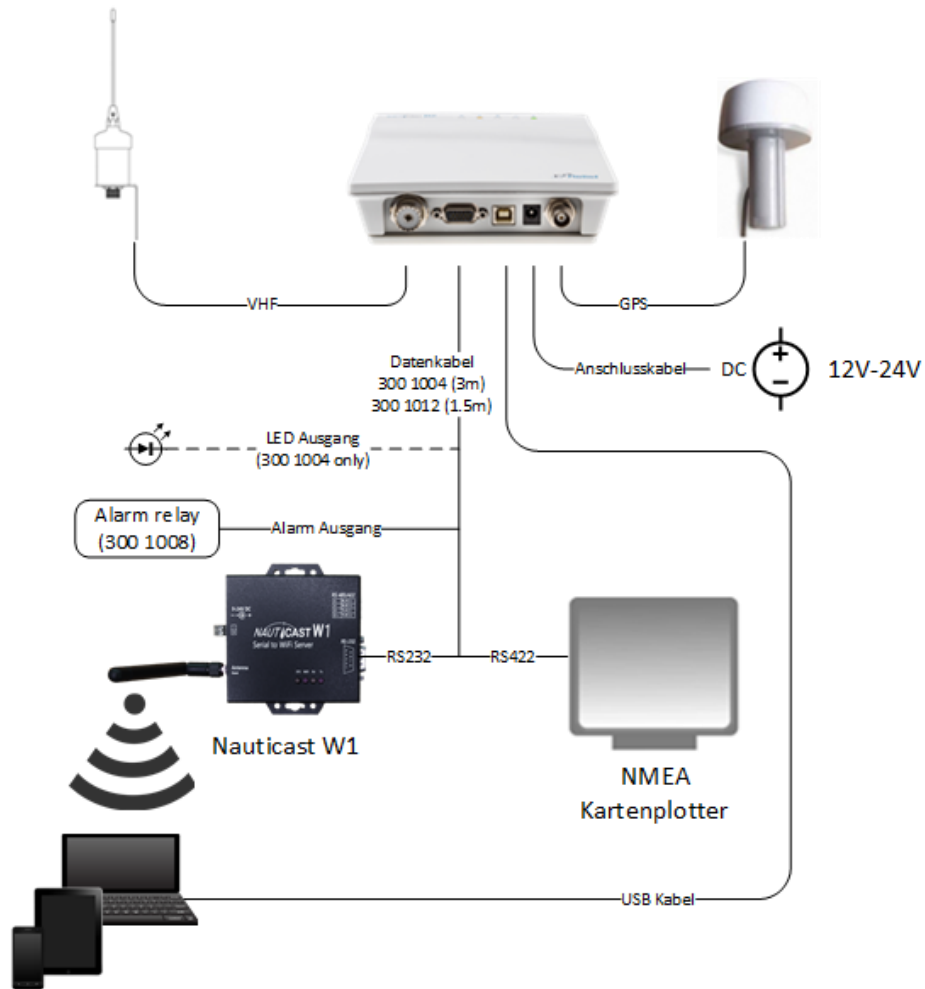 VHF
GPS
Datenkabel
300 1004 (3m)
300 1012 (1.5m)
Anschlusskabel
DC
+
−
12V-24V
LED Ausgang
(300 1004 only)
Alarm relay
(300 1008)
Alarm Ausgang
NAUTICAST W1
Serial to WiFi Server
RS232
RS422
Nauticast W1
NMEA
Kartenplotter
USB Kabel